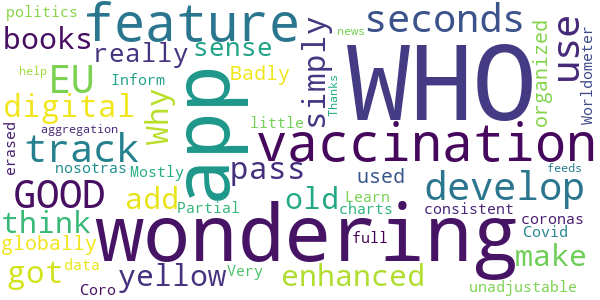 politics
feature
seconds
news
books
really
sense
WHO
use
EU
help
Inform
Badly
simply
organized
Worldometer
digital
Why
app
Thanks
little
vaccination
erased
aggregation
track
nosotras
Mostly
pass
used
develop
feeds
GOOD
add
old
Learn
Partial
charts
consistent
coronas
think
wondering
full
Covid
make
globally
got
data
Coro
yellow
Very
enhanced
unadjustable